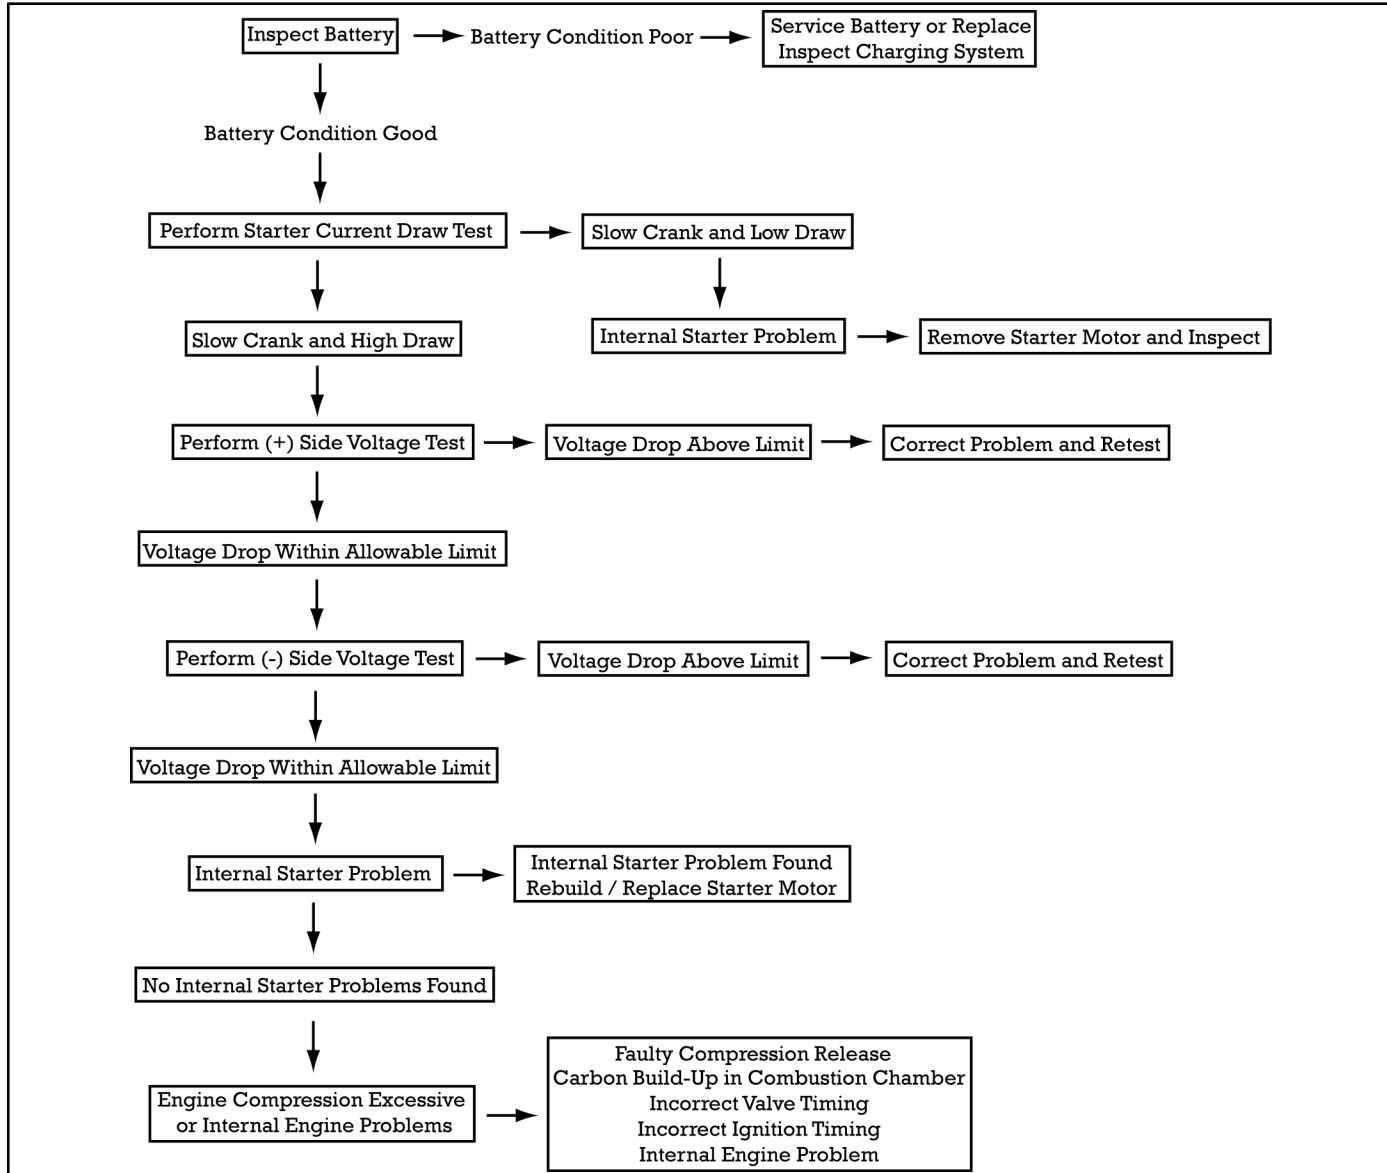 Inspect Battery
Battery Condition Poor
Service Battery or Replace
Inspect Charging System
Battery Condition Good
Perform Starter Current Draw Test
Slow Crank and Low Draw
Slow Crank and High Draw
Internal Starter Problem
Remove Starter Motor and Inspect
Perform (+) Side Voltage Test
Voltage Drop Above Limit
Correct Problem and Retest
Voltage Drop Within Allowable Limit
Perform (-) Side Voltage Test
Voltage Drop Above Limit
Correct Problem and Retest
Voltage Drop Within Allowable Limit
Internal Starter Problem
Internal Starter Problem Found
Rebuild / Replace Starter Motor
No Internal Starter Problems Found
Engine Compression Excessive
or Internal Engine Problems
Faulty Compression Release
Carbon Build-Up in Combustion Chamber
Incorrect Valve Timing
Incorrect Ignition Timing
Internal Engine Problem